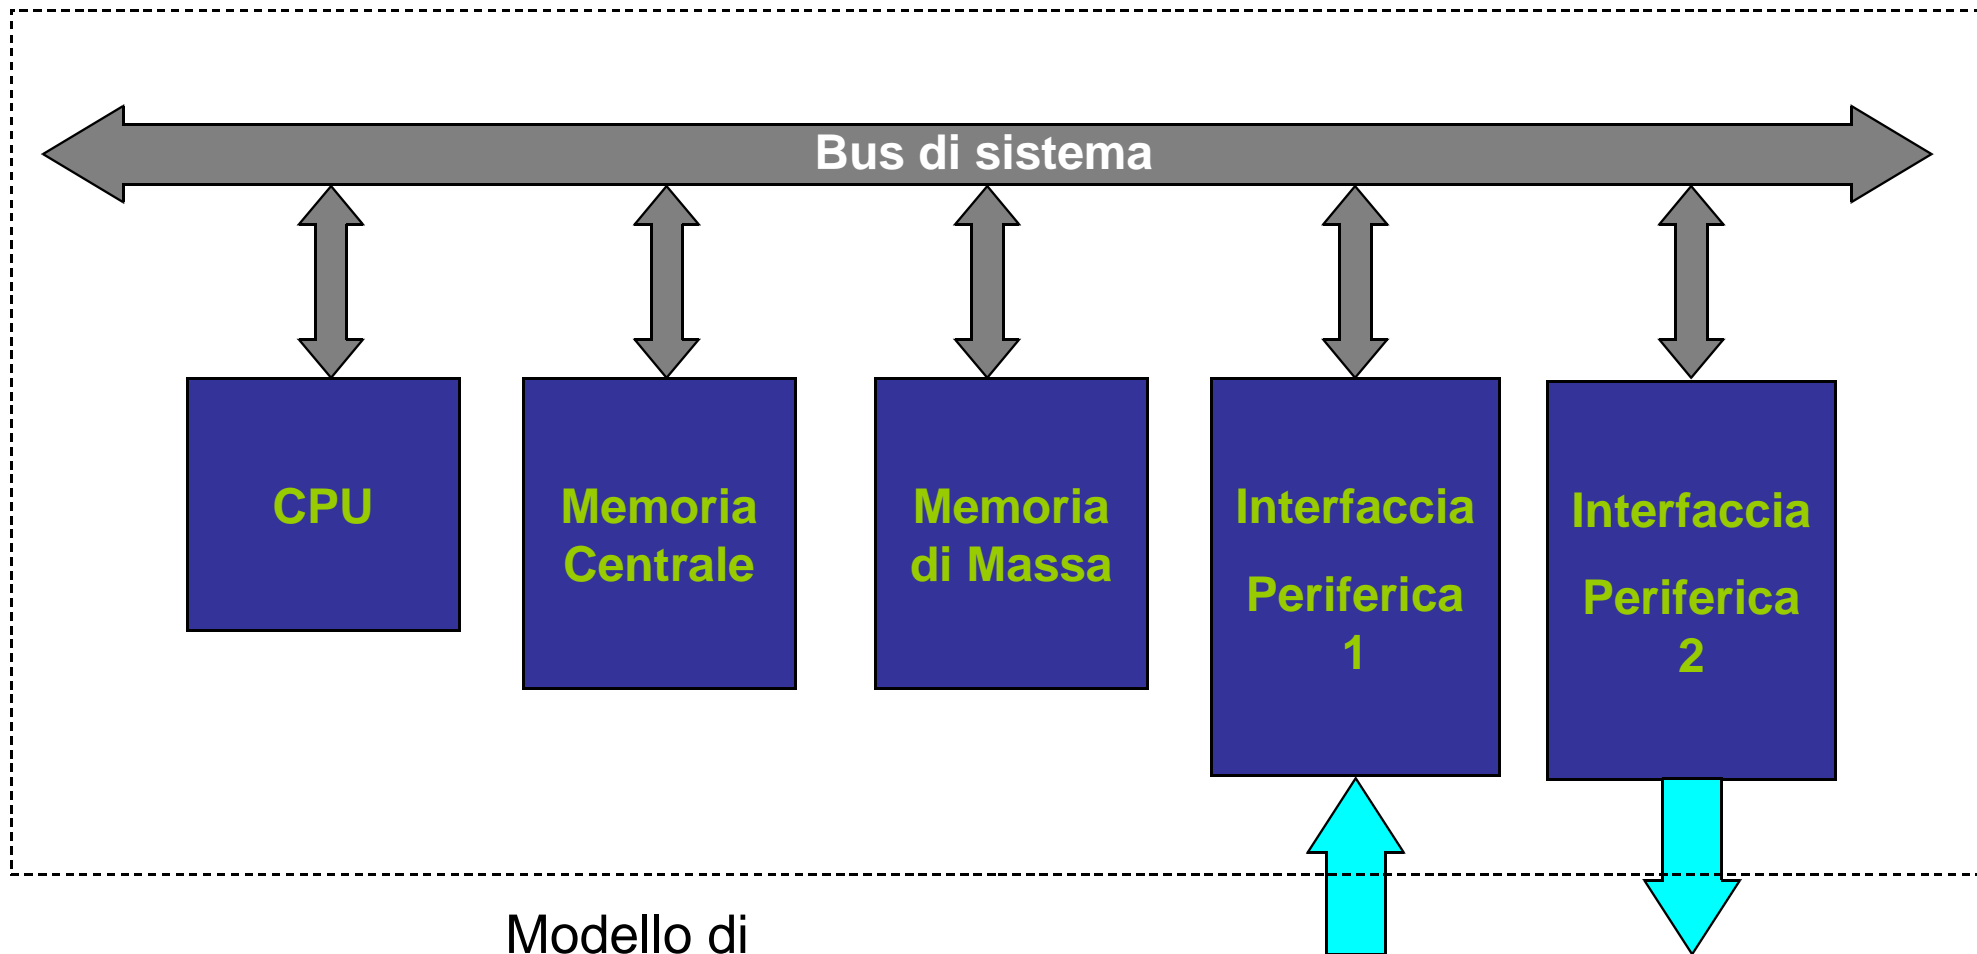 Bus di sistema
CPU
Memoria
Centrale
Memoria
di Massa
Interfaccia
Periferica
1
Interfaccia
Periferica
2
Modello di